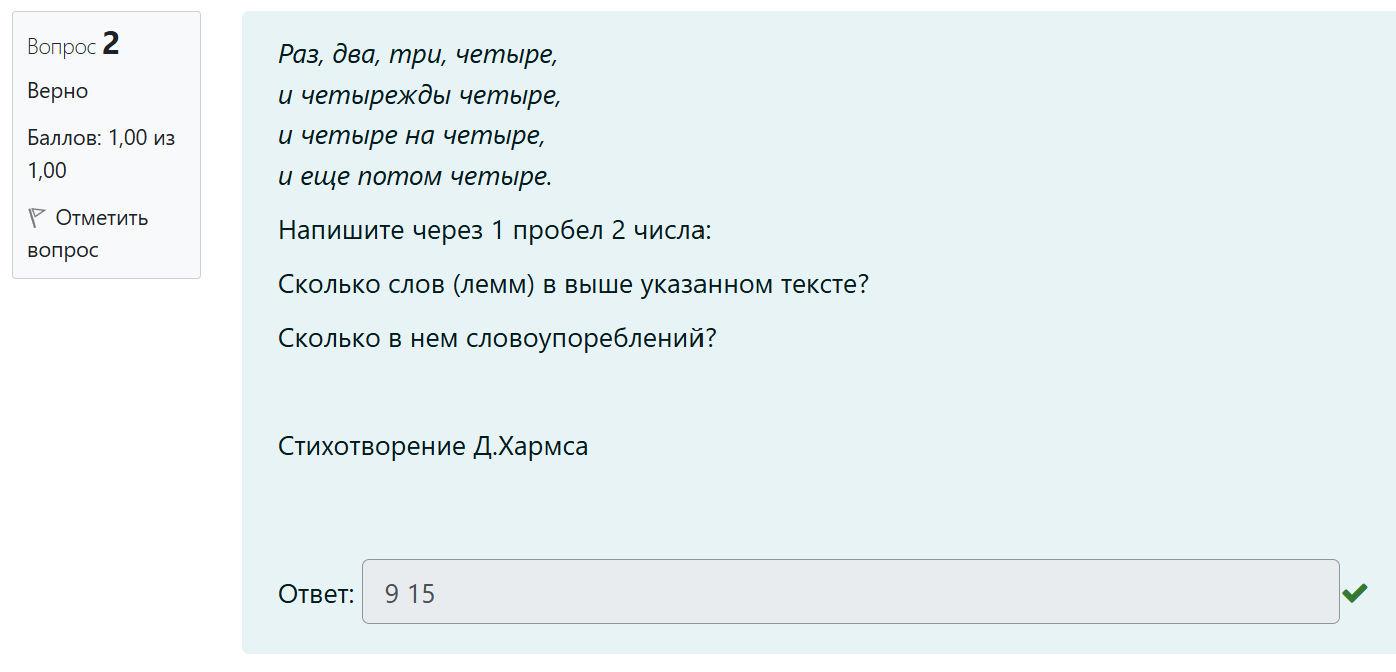 Вопрос 2
Верно
Баллов: 1,00 из
1,00
Отметить
вопрос
Раз, два, три, четыре,
и четырежды четыре,
и четыре на четыре,
и еще потом четыре.
Напишите через 1 пробел 2 числа:
Сколько слов (лемм) в выше указанном тексте?
Сколько в нем словоупореблений?
Стихотворение Д.Хармса
Ответ: 9 15